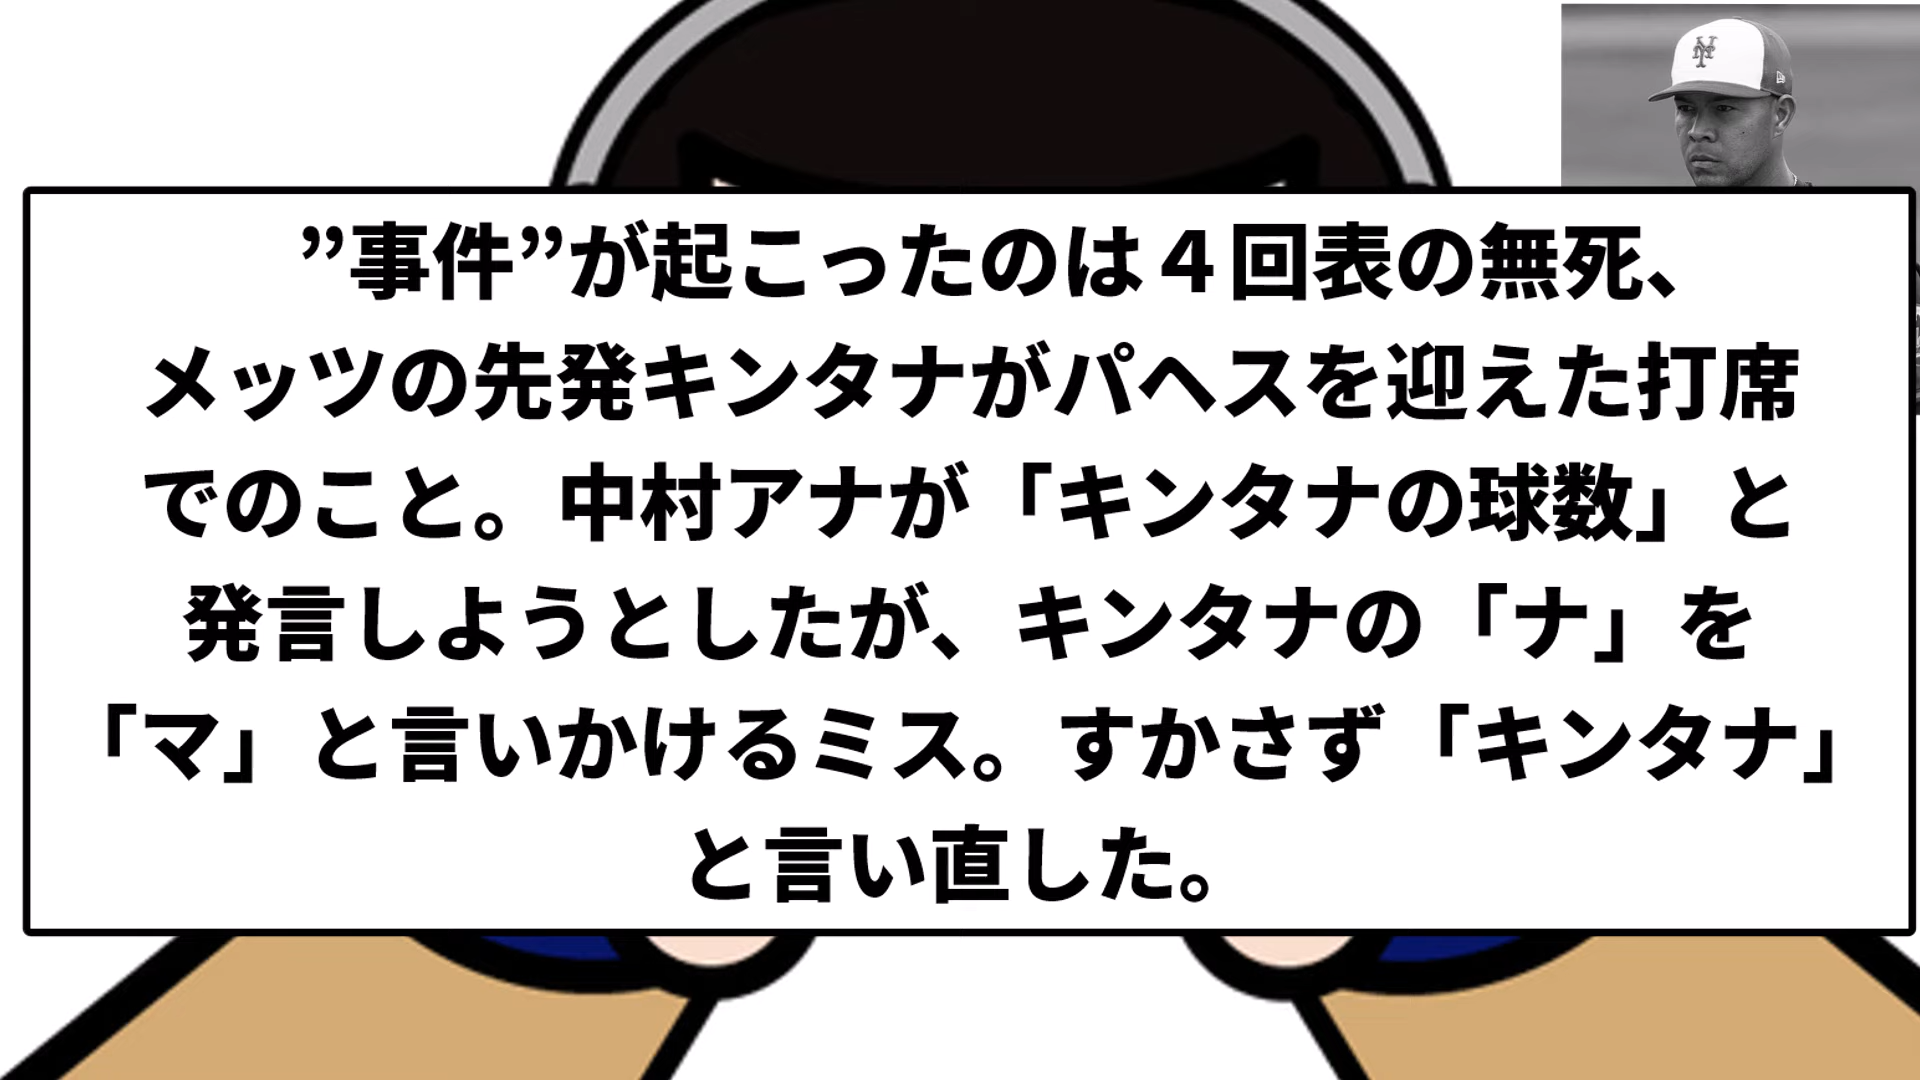 ”事件”が起こったのは４回表の無死、
メッツの先発キンタナがパヘスを迎えた打席
でのこと。中村アナが「キンタナの球数」と
発言しようとしたが、キンタナの「ナ」を
「マ」と言いかけるミス。すかさず「キンタナ」
と言い直した。
NY